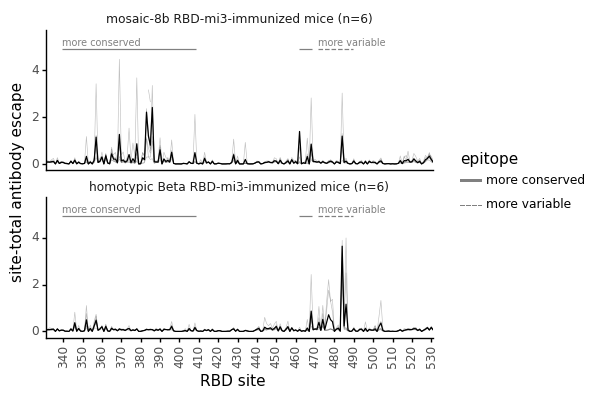 mosaic-8b RBD-mi3-immunized mice (n=6)
more conserved
more variable
4
2
0
homotypic Beta RBD-mi3-immunized mice (n=6)
more conserved
more variable
4
2
0
site-total antibody escape
340 350 360 370 380 390 400 410 420 430 440 450 460 470 480 490 500 510 520 530
RBD site
epitope
more conserved
more variable